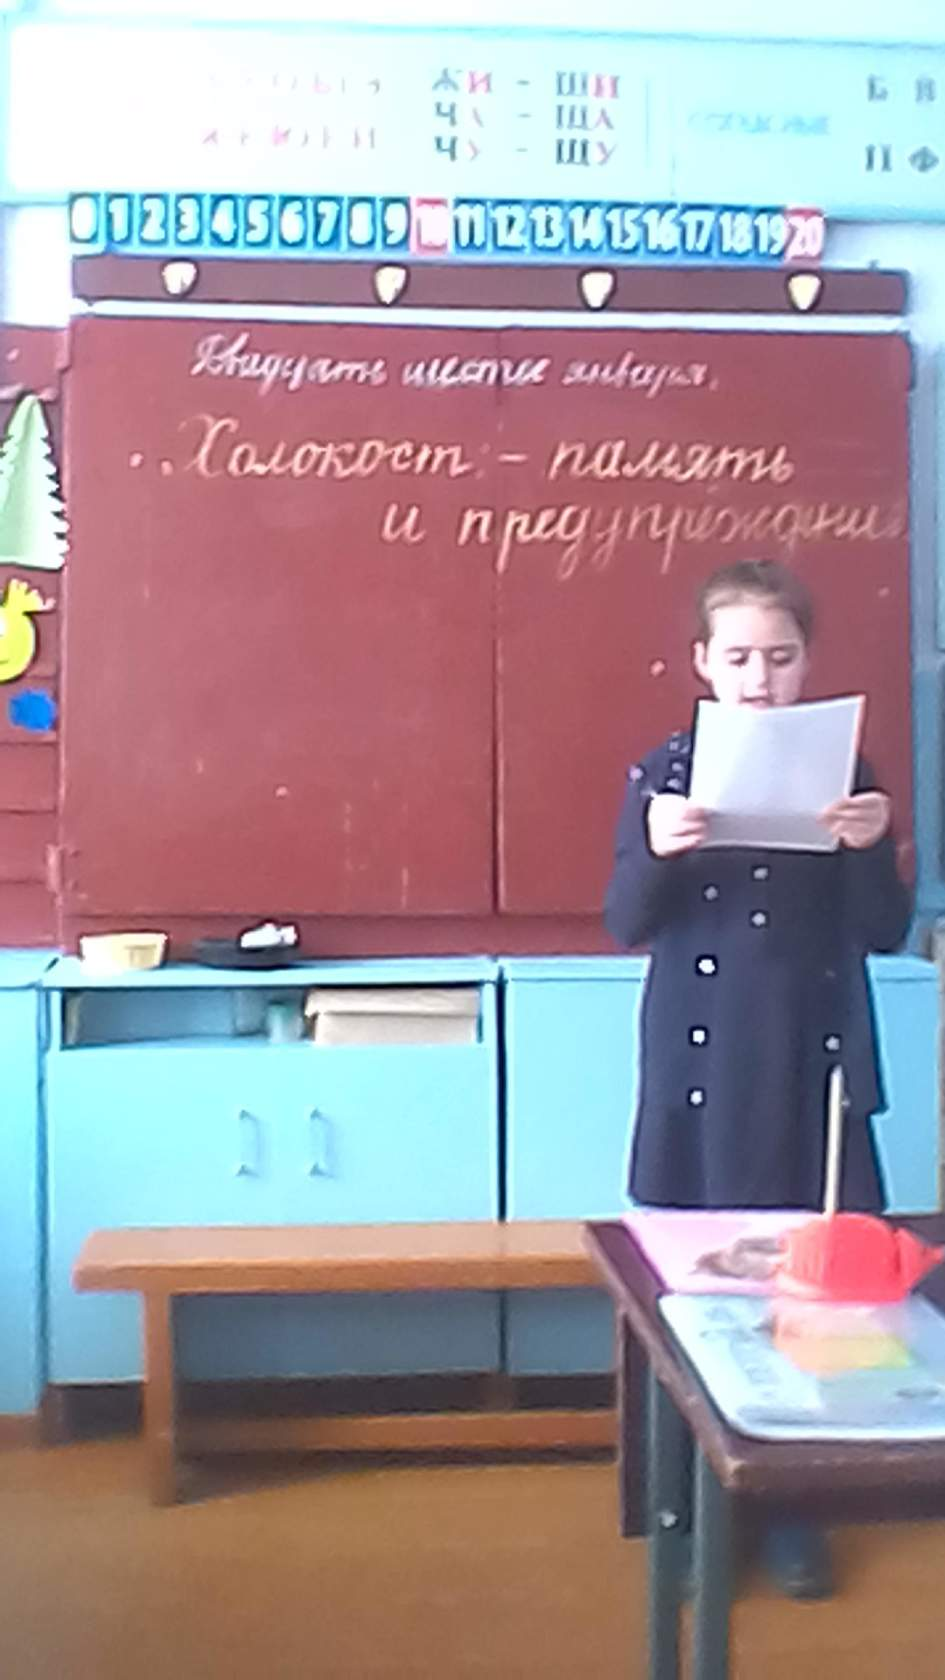 ЖИ - ШИ
ЧА - ЩА
ЧУ - ЩУ
СОГЛАСНЫЕ
Б В
П Ф
0 1 2 3 4 5 6 7 8 9 10 11 12 13 14 15 16 17 18 19 20
Двадцать шестое января.
Холокост - память
и предупреждение